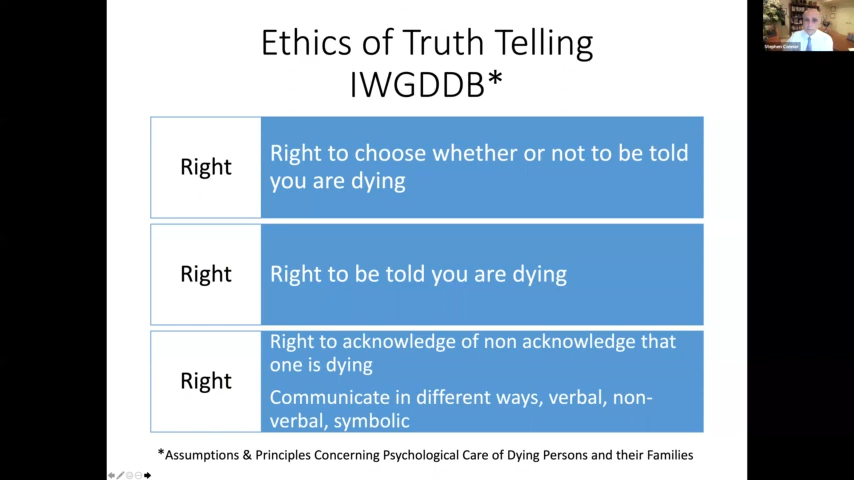 Ethics of Truth Telling
IWGDDB*
Right
Right to choose whether or not to be told
you are dying
Right
Right to be told you are dying
Right
Right to acknowledge of non acknowledge that
one is dying
Communicate in different ways, verbal, non-
verbal, symbolic
*Assumptions & Principles Concerning Psychological Care of Dying Persons and their Families
Stephen Connor